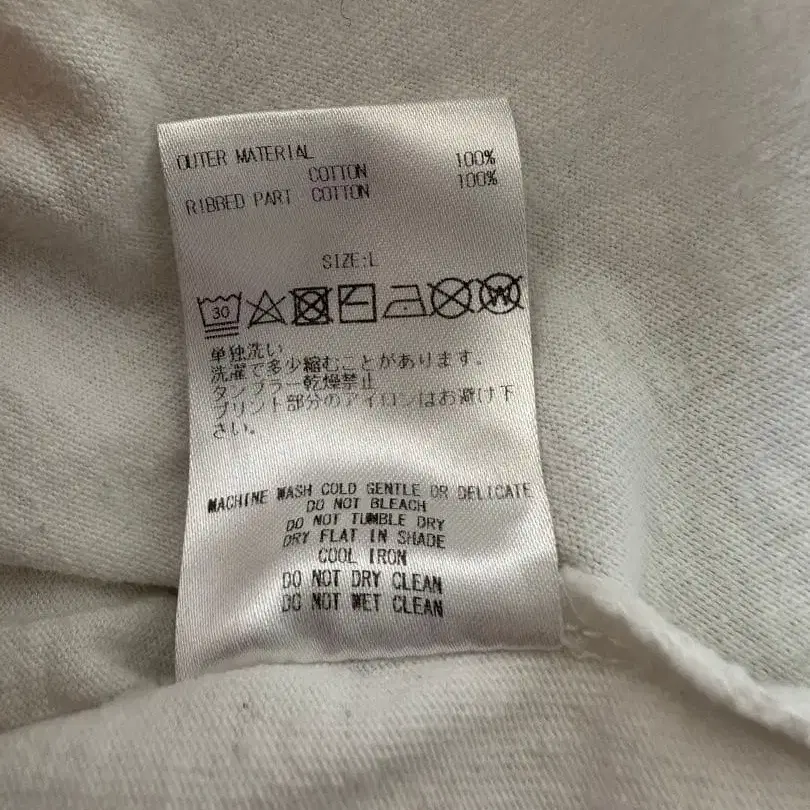 OUTER MATERIAL
COTTON 100%
RIBBED PART COTTON 100%
SIZE:L
30 W
単独洗い
洗濯で多少縮むことがあります。
タンブラー乾燥禁止
プリント部分のアイロンはお避け下
さい。
MACHINE WASH COLD GENTLE OR DELICATE
DO NOT BLEACH
DO NOT TUMBLE DRY
DRY FLAT IN SHADE
COOL IRON
DO NOT DRY CLEAN
DO NOT WET CLEAN